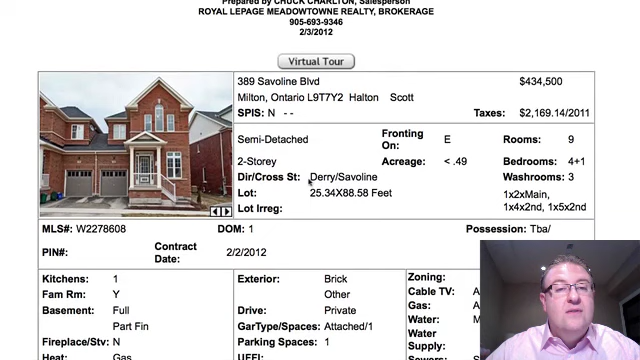 Prepared by CHUCK CHARLTON, Salesperson
ROYAL LEPAGE MEADOWTOWNE REALTY, BROKERAGE
905-693-9346
2/3/2012
Virtual Tour
389 Savoline Blvd $434,500
Milton, Ontario L9T7Y2 Halton Scott
SPIS: N - - Taxes: $2,169.14/2011
Semi-Detached Fronting On: E Rooms: 9
2-Storey Acreage: < .49 Bedrooms: 4+1
Dir/Cross St: Derry/Savoline Washrooms: 3
Lot: 25.34X88.58 Feet 1x2xMain,
Lot Irreg: 1x4x2nd, 1x5x2nd
MLS#: W2278608 DOM: 1 Possession: Tba/
PIN#: Contract Date: 2/2/2012
Kitchens: 1 Exterior: Brick Zoning:
Fam Rm: Y Other Cable TV: A
Basement: Full Drive: Private Gas: A
Part Fin GarType/Spaces: Attached/1 Water: M
Fireplace/Stv: N Parking Spaces: 1 Water Supply:
Heat: Gas UFFI: Sewers: